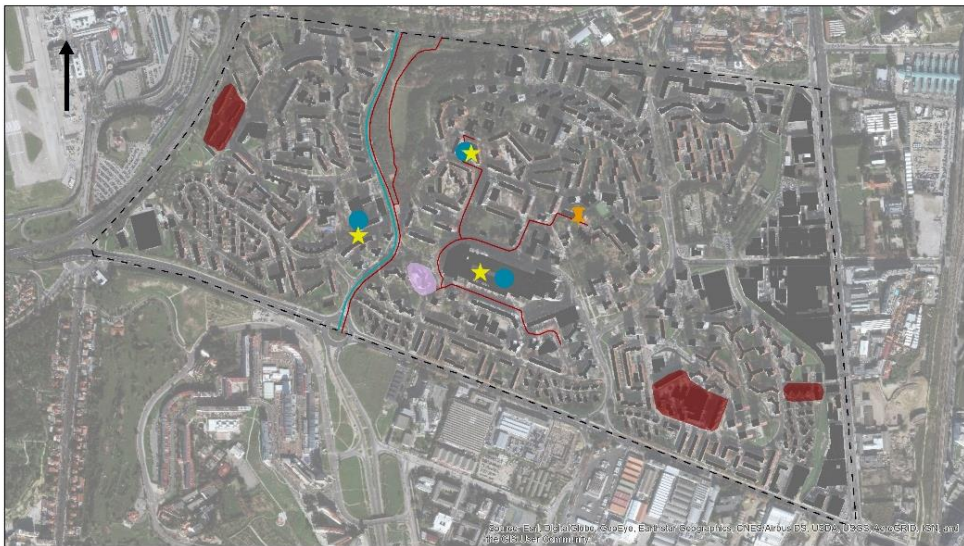 Source: Esri, DigitalGlobe, GeoEye, Earthstar Geographics, CNES/Airbus DS, USDA, USGS, AeroGRID, IGN, and
the GIS User Community